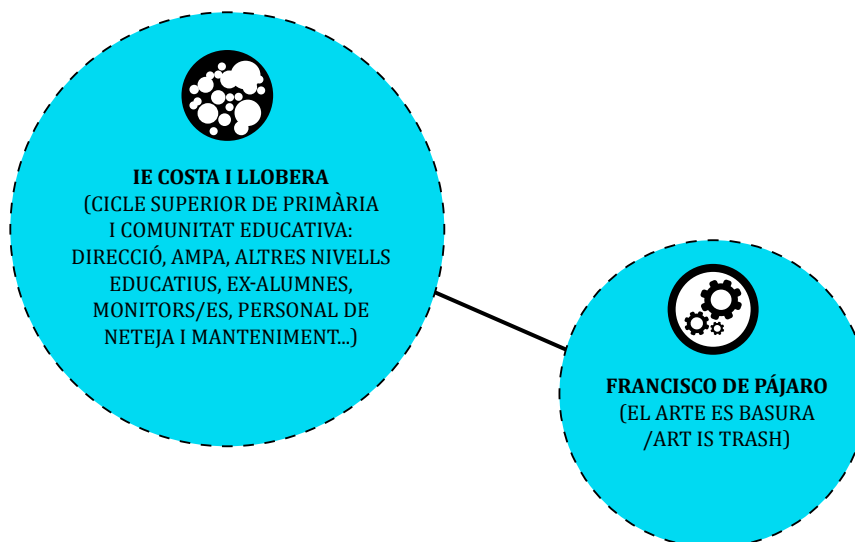 IE COSTA I LLOBERA
(CICLE SUPERIOR DE PRIMÀRIA
I COMUNITAT EDUCATIVA:
DIRECCIÓ, AMPA, ALTRES NIVELLS
EDUCATIUS, EX-ALUMNES,
MONITORS/ES, PERSONAL DE
NETEJA I MANTENIMENT...)
FRANCISCO DE PÁJARO
(EL ARTE ES BASURA
/ART IS TRASH)